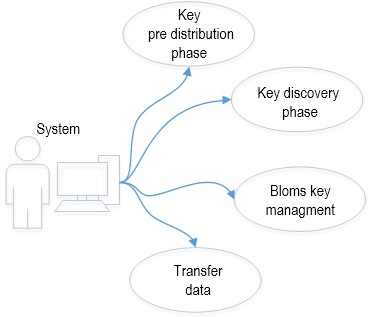 Key
pre distribution
phase
Key discovery
phase
System
Bloms key
managment
Transfer
data